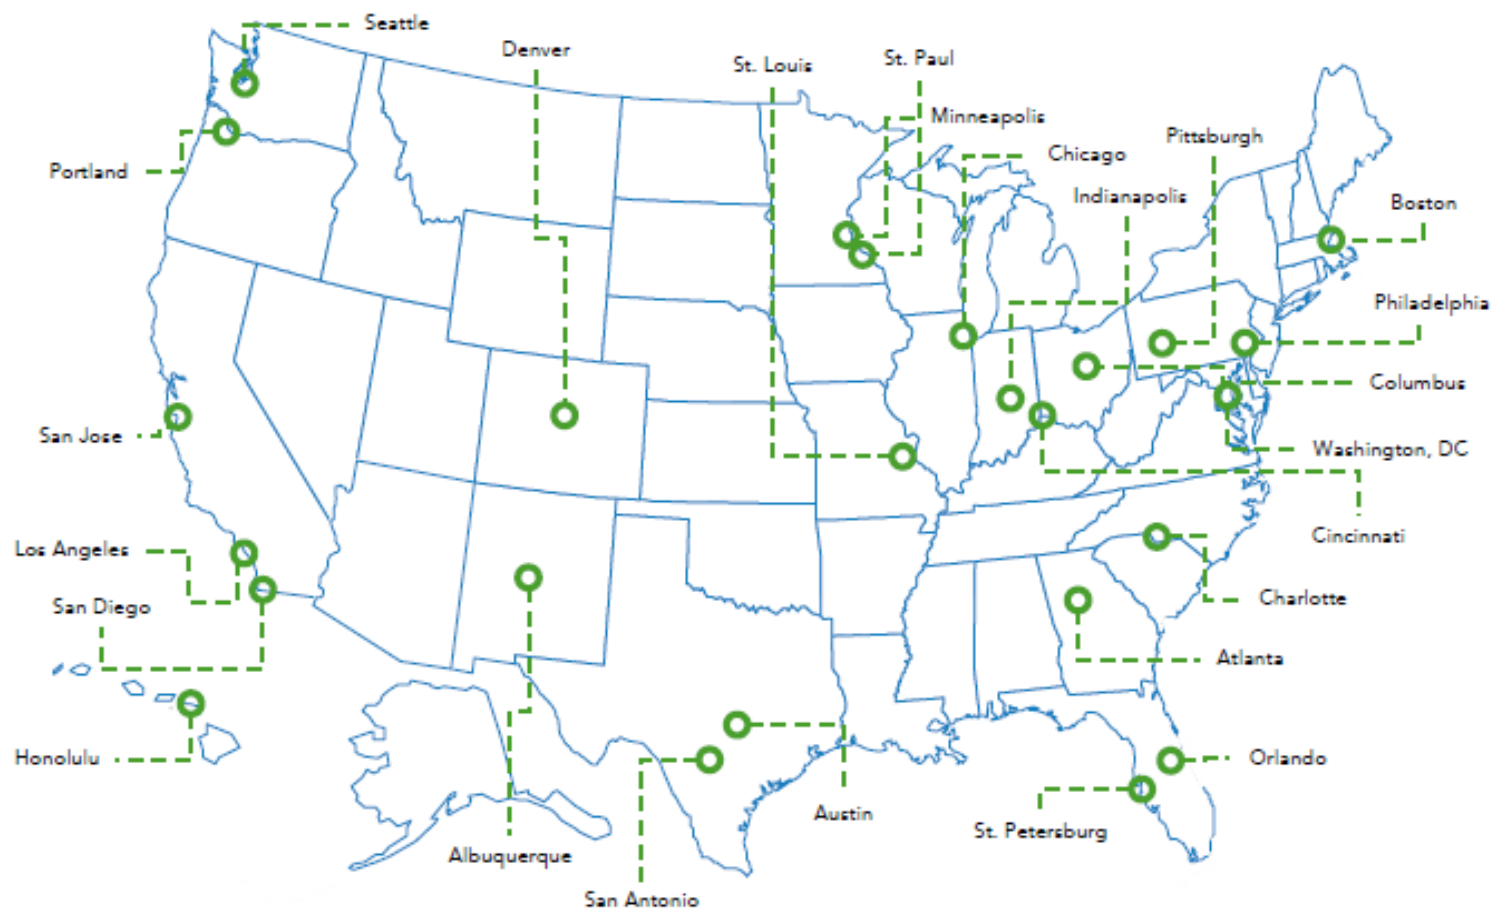 Seattle
Denver
St. Louis
St. Paul
Minneapolis
Pittsburgh
Chicago
Portland
Indianapolis
Boston
Philadelphia
Columbus
San Jose
Washington, DC
Cincinnati
Los Angeles
Charlotte
San Diego
Atlanta
Honolulu
Orlando
Austin
St. Petersburg
Albuquerque
San Antonio